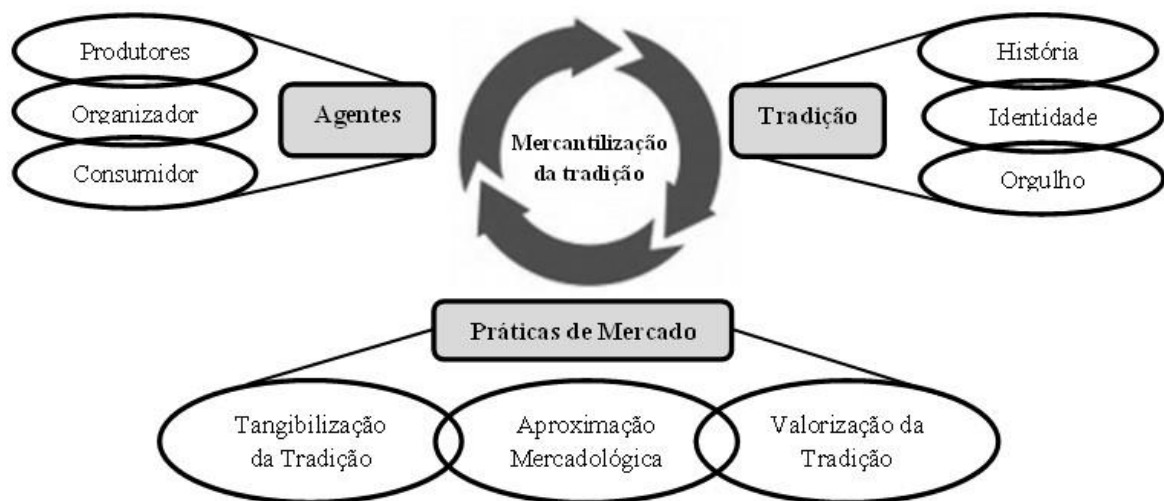 Produtores
Organizador
Consumidor
Agentes
Mercantilização
da tradição
Tradição
História
Identidade
Orgulho
Práticas de Mercado
Tangibilização
da Tradição
Aproximação
Mercadológica
Valorização da
Tradição